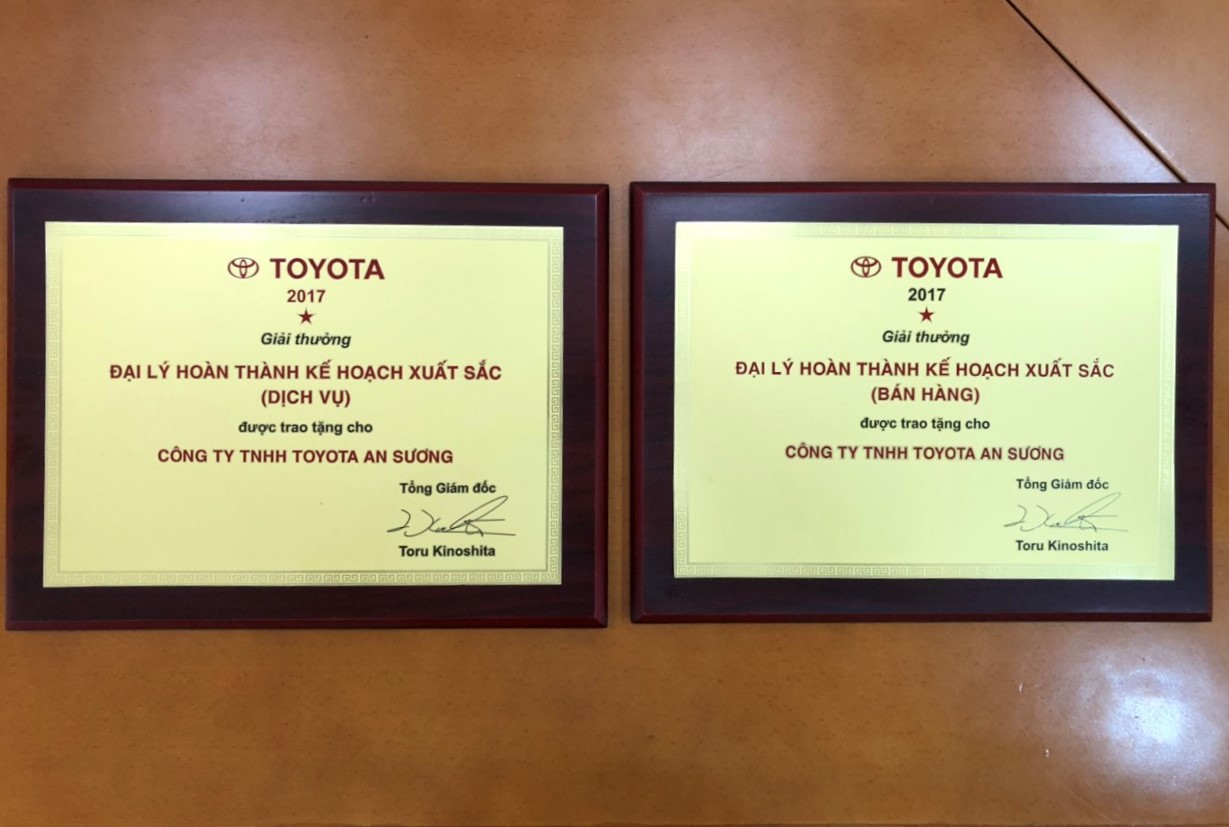 TOYOTA
2017
Giải thưởng
ĐẠI LÝ HOÀN THÀNH KẾ HOẠCH XUẤT SẮC
(DỊCH VỤ)
được trao tặng cho
CÔNG TY TNHH TOYOTA AN SƯƠNG
Tổng Giám đốc
Toru Kinoshita
TOYOTA
2017
Giải thưởng
ĐẠI LÝ HOÀN THÀNH KẾ HOẠCH XUẤT SẮC
(BÁN HÀNG)
được trao tặng cho
CÔNG TY TNHH TOYOTA AN SƯƠNG
Tổng Giám đốc
Toru Kinoshita